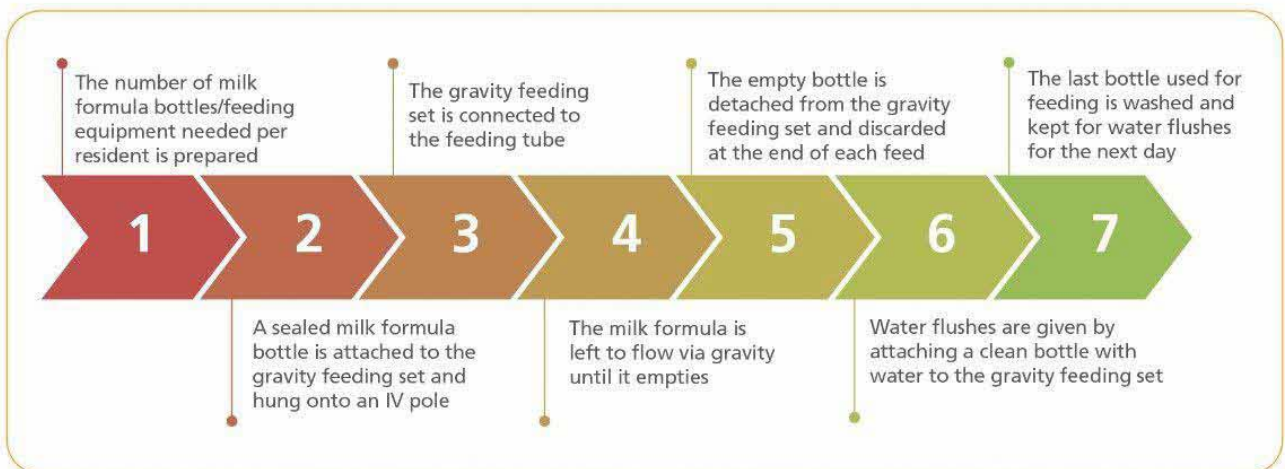 The number of milk
formula bottles/feeding
equipment needed per
resident is prepared
The gravity feeding
set is connected to
the feeding tube
The empty bottle is
detached from the gravity
feeding set and discarded
at the end of each feed
The last bottle used for
feeding is washed and
kept for water flushes
for the next day
1
2
3
4
5
6
7
A sealed milk formula
bottle is attached to the
gravity feeding set and
hung onto an IV pole
The milk formula is
left to flow via gravity
until it empties
Water flushes are given by
attaching a clean bottle with
water to the gravity feeding set